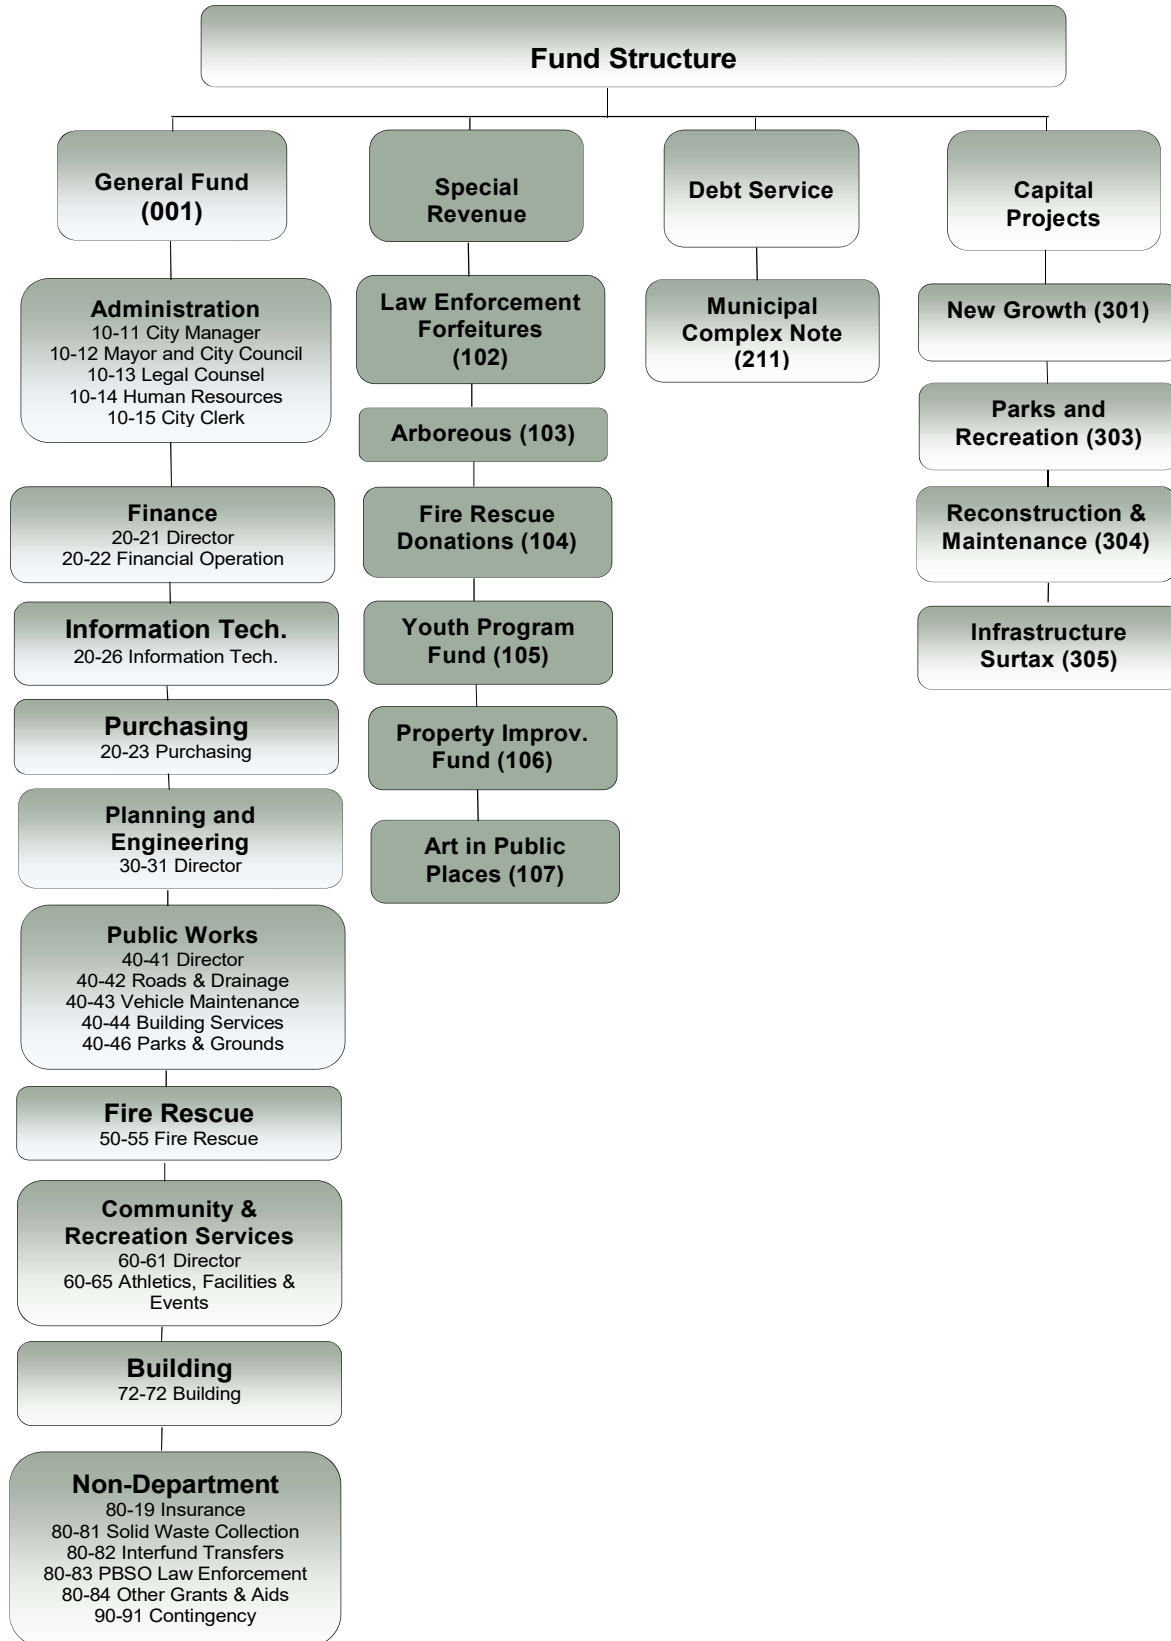 Fund Structure
General Fund
(001)
Administration
10-11 City Manager
10-12 Mayor and City Council
10-13 Legal Counsel
10-14 Human Resources
10-15 City Clerk
Finance
20-21 Director
20-22 Financial Operation
Information Tech.
20-26 Information Tech.
Purchasing
20-23 Purchasing
Planning and
Engineering
30-31 Director
Public Works
40-41 Director
40-42 Roads & Drainage
40-43 Vehicle Maintenance
40-44 Building Services
40-46 Parks & Grounds
Fire Rescue
50-55 Fire Rescue
Community &
Recreation Services
60-61 Director
60-65 Athletics, Facilities &
Events
Building
72-72 Building
Non-Department
80-19 Insurance
80-81 Solid Waste Collection
80-82 Interfund Transfers
80-83 PBSO Law Enforcement
80-84 Other Grants & Aids
90-91 Contingency
Special
Revenue
Law Enforcement
Forfeitures
(102)
Arboreous (103)
Fire Rescue
Donations (104)
Youth Program
Fund (105)
Property Improv.
Fund (106)
Art in Public
Places (107)
Debt Service
Municipal
Complex Note
(211)
Capital
Projects
New Growth (301)
Parks and
Recreation (303)
Reconstruction &
Maintenance (304)
Infrastructure
Surtax (305)